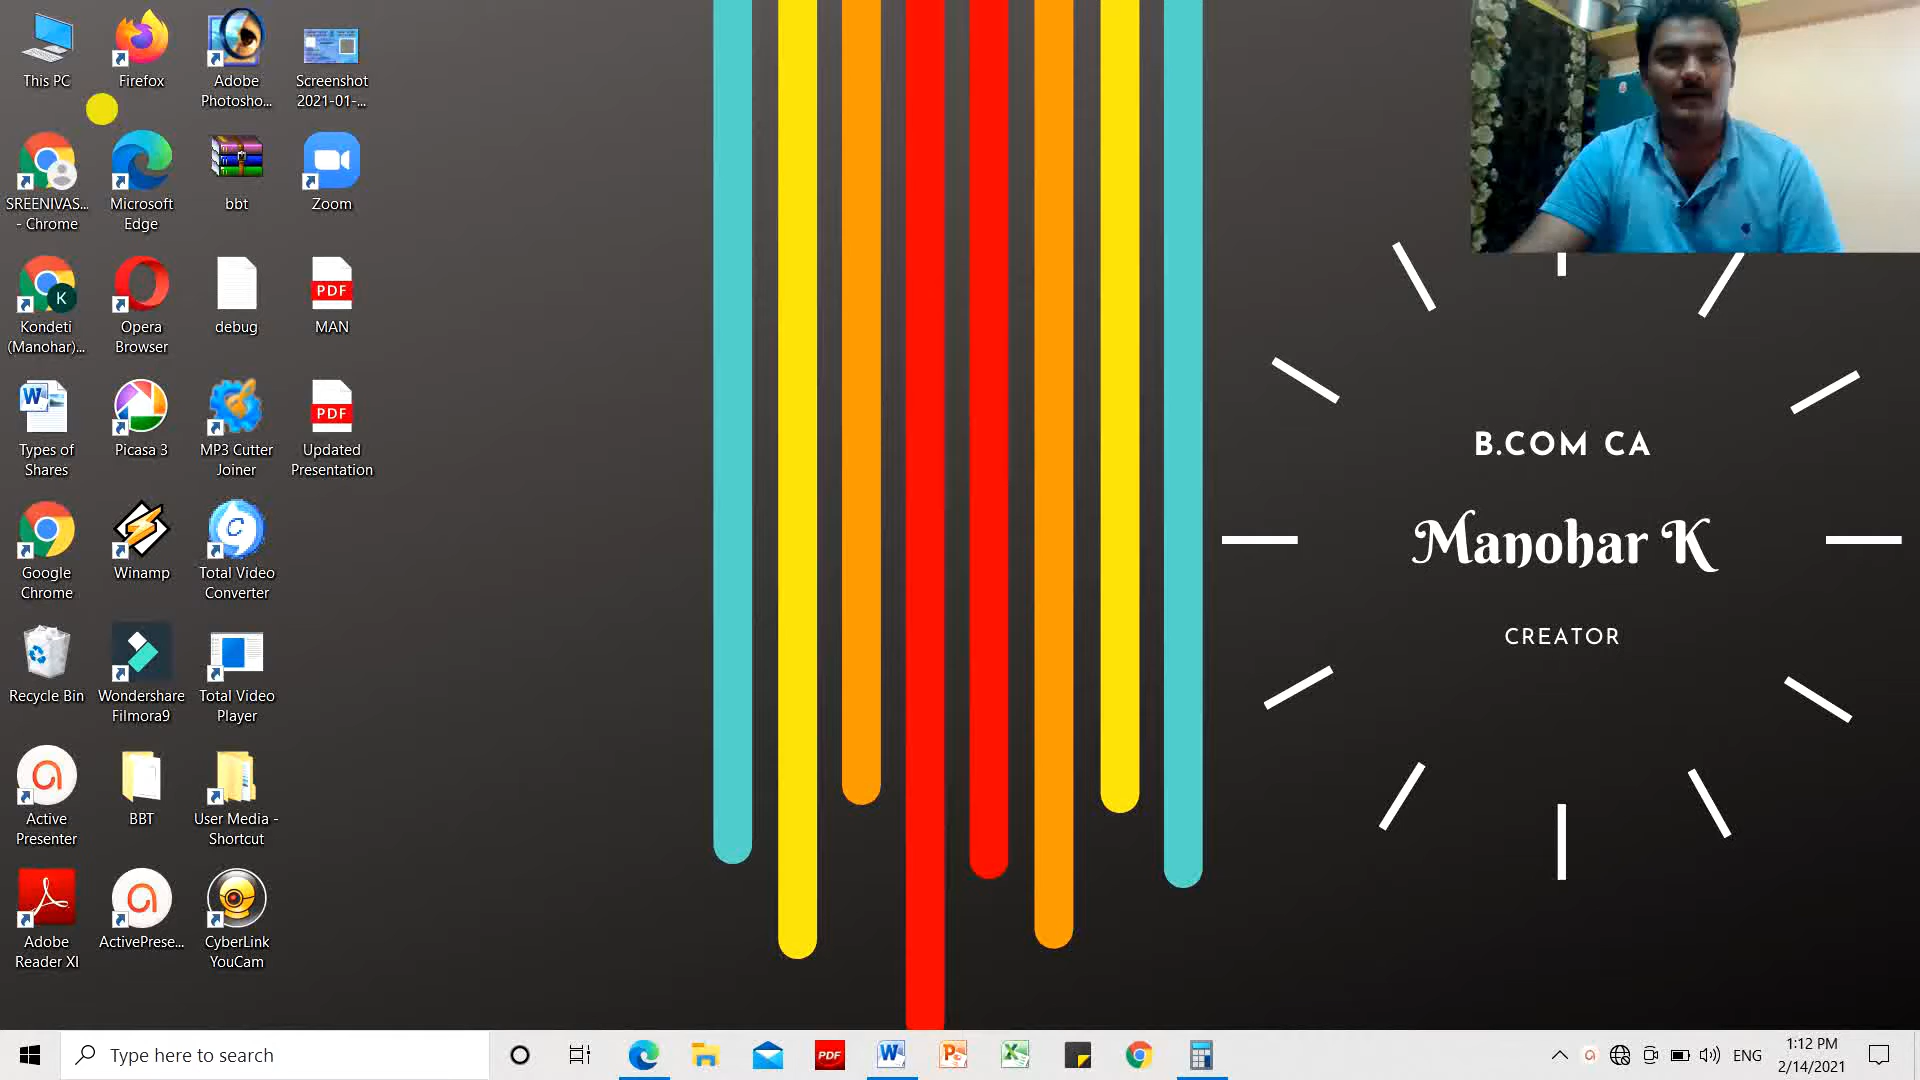 This PC
Firefox
Adobe
Photosho...
Screenshot
2021-01-...
SREENIVAS...
- Chrome
Microsoft
Edge
bbt
Zoom
K
Kondeti
(Manohar)...
Opera
Browser
debug
PDF
MAN
W
Types of
Shares
Picasa 3
MP3 Cutter
Joiner
PDF
Updated
Presentation
Google
Chrome
Winamp
C
Total Video
Converter
Recycle Bin
Wondershare
Filmora9
Total Video
Player
Active
Presenter
BBT
User Media -
Shortcut
Adobe
Reader XI
ActivePrese...
CyberLink
YouCam
B.COM CA
Manohar K
CREATOR
Type here to search
PDF
W
P
X
ENG
1:12 PM
2/14/2021